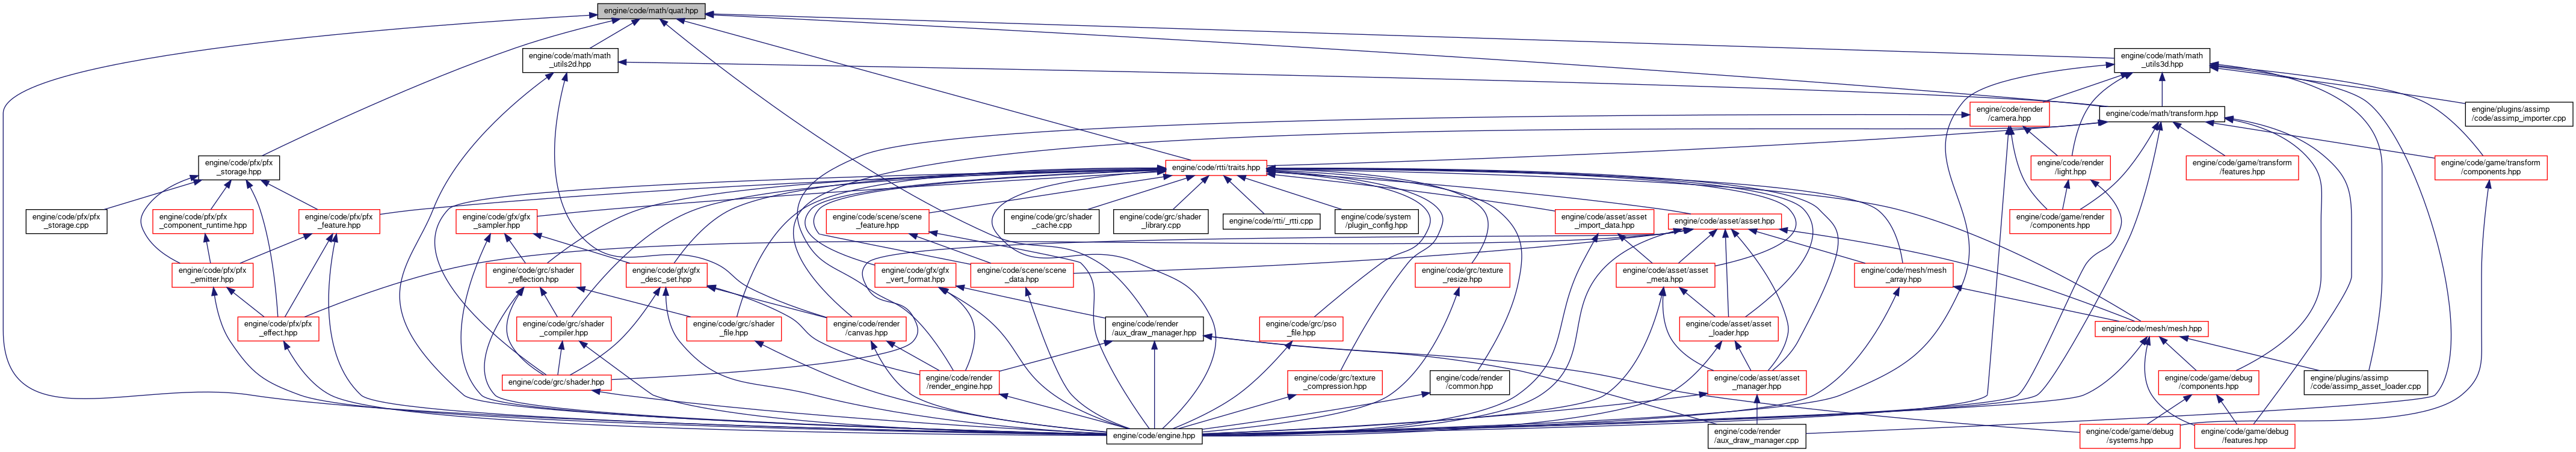 engine/code/math/quat.hpp
engine/code/math/math
_utils2d.hpp
engine/code/math/math
_utils3d.hpp
engine/code/render
/camera.hpp
engine/code/math/transform.hpp
engine/plugins/assimp
/code/assimp_importer.cpp
engine/code/pfx/pfx
_storage.hpp
engine/code/rtti/traits.hpp
engine/code/render
/light.hpp
engine/code/game/transform
_features.hpp
engine/code/game/transform
_components.hpp
engine/code/pfx/pfx
_storage.cpp
engine/code/pfx/pfx
_component_runtime.hpp
engine/code/pfx/pfx
_feature.hpp
engine/code/gfx/gfx
_sampler.hpp
engine/code/scene/scene
_feature.hpp
engine/code/grc/shader
_cache.cpp
engine/code/grc/shader
_library.cpp
engine/code/rtti/_rtti.cpp
engine/code/system
/plugin_config.hpp
engine/code/asset/asset
_import_data.hpp
engine/code/asset/asset.hpp
engine/code/game/render
_components.hpp
engine/code/pfx/pfx
_emitter.hpp
engine/code/grc/shader
_reflection.hpp
engine/code/gfx/gfx
_desc_set.hpp
engine/code/gfx/gfx
_vert_format.hpp
engine/code/scene/scene
_data.hpp
engine/code/grc/texture
_resize.hpp
engine/code/asset/asset
_meta.hpp
engine/code/mesh/mesh
_array.hpp
engine/code/pfx/pfx
_effect.hpp
engine/code/grc/shader
_compiler.hpp
engine/code/grc/shader
_file.hpp
engine/code/render
/canvas.hpp
engine/code/render
/aux_draw_manager.hpp
engine/code/grc/pso
_file.hpp
engine/code/asset/asset
_loader.hpp
engine/code/mesh/mesh.hpp
engine/code/grc/shader.hpp
engine/code/render
/render_engine.hpp
engine/code/grc/texture
_compression.hpp
engine/code/render
/common.hpp
engine/code/asset/asset
_manager.hpp
engine/code/game/debug
/components.hpp
engine/plugins/assimp
/code/assimp_asset_loader.cpp
engine/code/engine.hpp
engine/code/render
/aux_draw_manager.cpp
engine/code/game/debug
/systems.hpp
engine/code/game/debug
/features.hpp